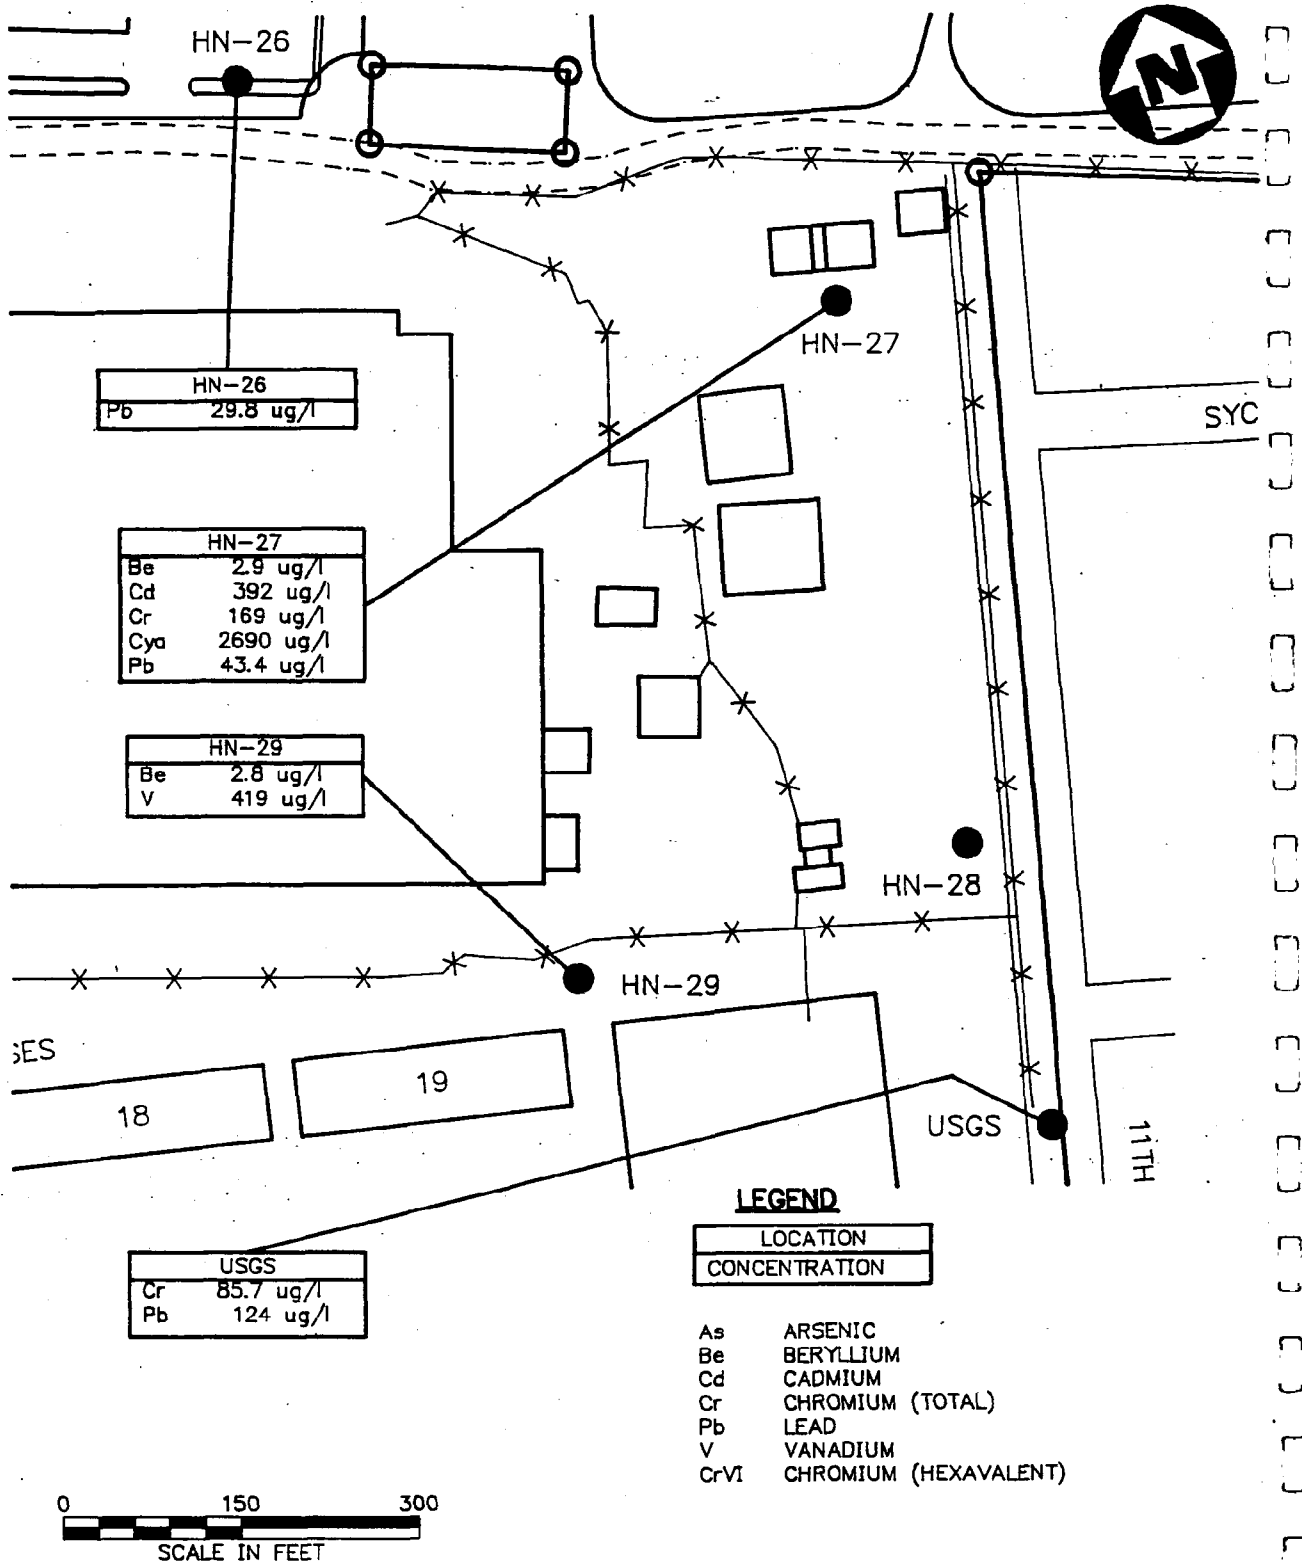 HN-26
N
HN-27
SYC
HN-26
Pb 29.8 ug/l
HN-27
Be 2.9 ug/l
Cd 392 ug/l
Cr 169 ug/l
Cya 2690 ug/l
Pb 43.4 ug/l
HN-29
Be 2.8 ug/l
V 419 ug/l
HN-28
HN-29
SES
19
18
USGS
11TH
LEGEND
LOCATION
CONCENTRATION
USGS
Cr 85.7 ug/l
Pb 124 ug/l
As ARSENIC
Be BERYLLIUM
Cd CADMIUM
Cr CHROMIUM (TOTAL)
Pb LEAD
V VANADIUM
CrVI CHROMIUM (HEXAVALENT)
0 150 300
SCALE IN FEET